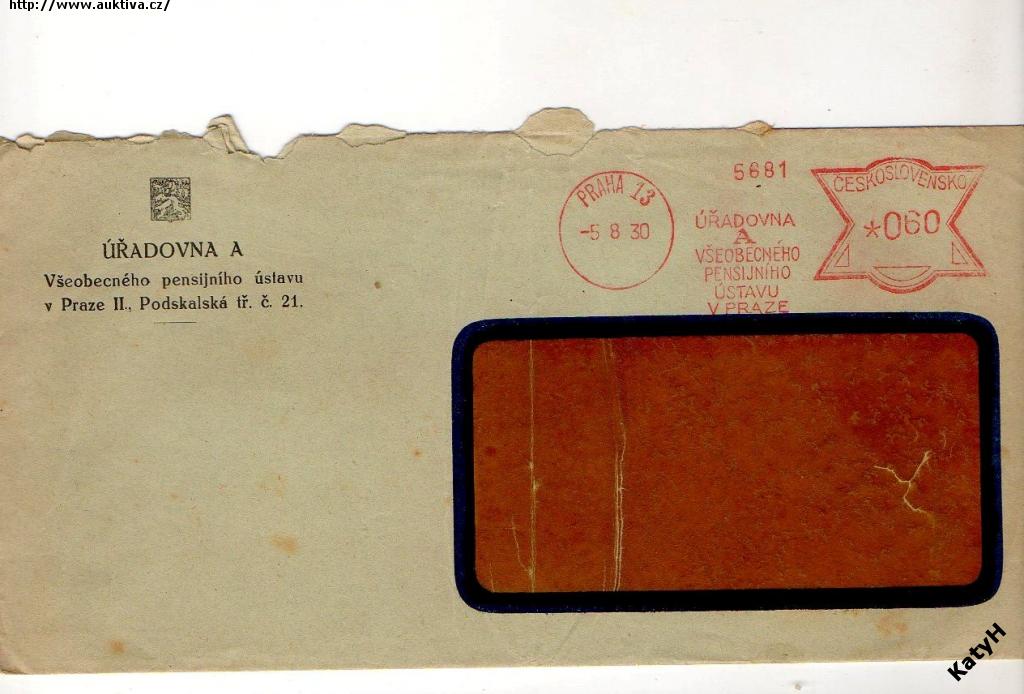 http://www.auktiva.cz/
ÚŘADOVNA A
Všeobecného pensijního ústavu
v Praze II., Podskalská tř. č. 21.
PRAHA 13
-5 8 30
5681
ÚŘADOVNA
A
VŠEOBECNÉHO
PENSIJNÍHO
ÚSTAVU
V PRAZE
ČESKOSLOVENSKO
*060
KatyH